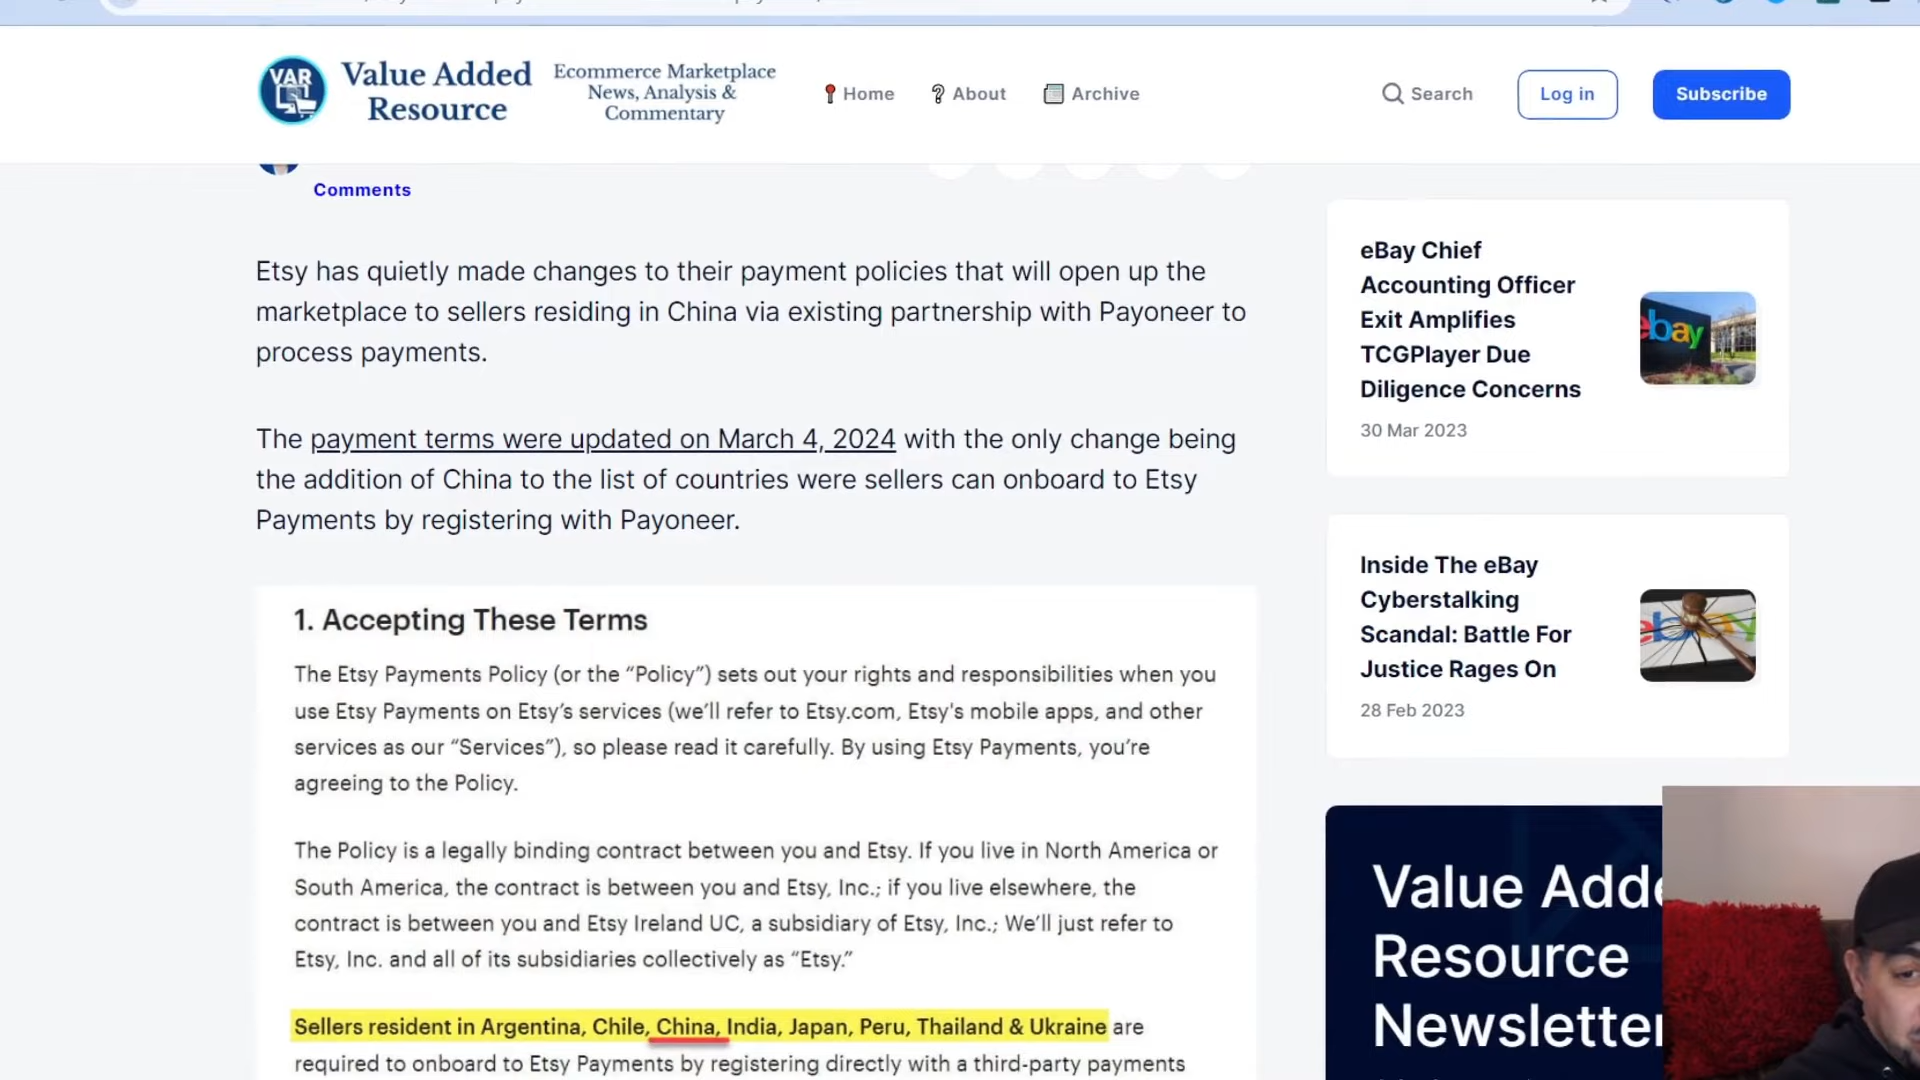 VAR
Value Added
Resource
Ecommerce Marketplace
News, Analysis &
Commentary
Home
About
Archive
Search
Log in
Subscribe
Comments
Etsy has quietly made changes to their payment policies that will open up the
marketplace to sellers residing in China via existing partnership with Payoneer to
process payments.
The payment terms were updated on March 4, 2024 with the only change being
the addition of China to the list of countries were sellers can onboard to Etsy
Payments by registering with Payoneer.
1. Accepting These Terms
The Etsy Payments Policy (or the “Policy”) sets out your rights and responsibilities when you
use Etsy Payments on Etsy’s services (we’ll refer to Etsy.com, Etsy's mobile apps, and other
services as our “Services”), so please read it carefully. By using Etsy Payments, you’re
agreeing to the Policy.
The Policy is a legally binding contract between you and Etsy. If you live in North America or
South America, the contract is between you and Etsy, Inc.; if you live elsewhere, the
contract is between you and Etsy Ireland UC, a subsidiary of Etsy, Inc.; We’ll just refer to
Etsy, Inc. and all of its subsidiaries collectively as “Etsy.”
Sellers resident in Argentina, Chile, China, India, Japan, Peru, Thailand & Ukraine are
required to onboard to Etsy Payments by registering directly with a third-party payments
eBay Chief
Accounting Officer
Exit Amplifies
TCGPlayer Due
Diligence Concerns
30 Mar 2023
ebay
Inside The eBay
Cyberstalking
Scandal: Battle For
Justice Rages On
28 Feb 2023
Value Adde
Resource
Newsletter